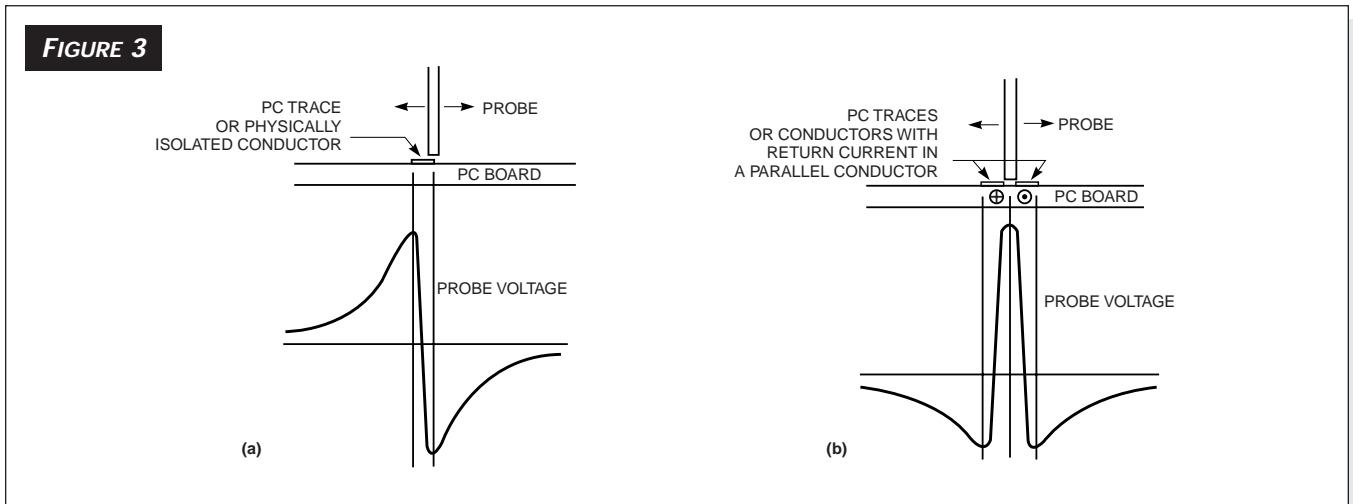 FIGURE 3
PC TRACE
OR PHYSICALLY
ISOLATED CONDUCTOR
PROBE
PC BOARD
PROBE VOLTAGE
(a)
PC TRACES
OR CONDUCTORS WITH
RETURN CURRENT IN
A PARALLEL CONDUCTOR
PROBE
PC BOARD
PROBE VOLTAGE
(b)